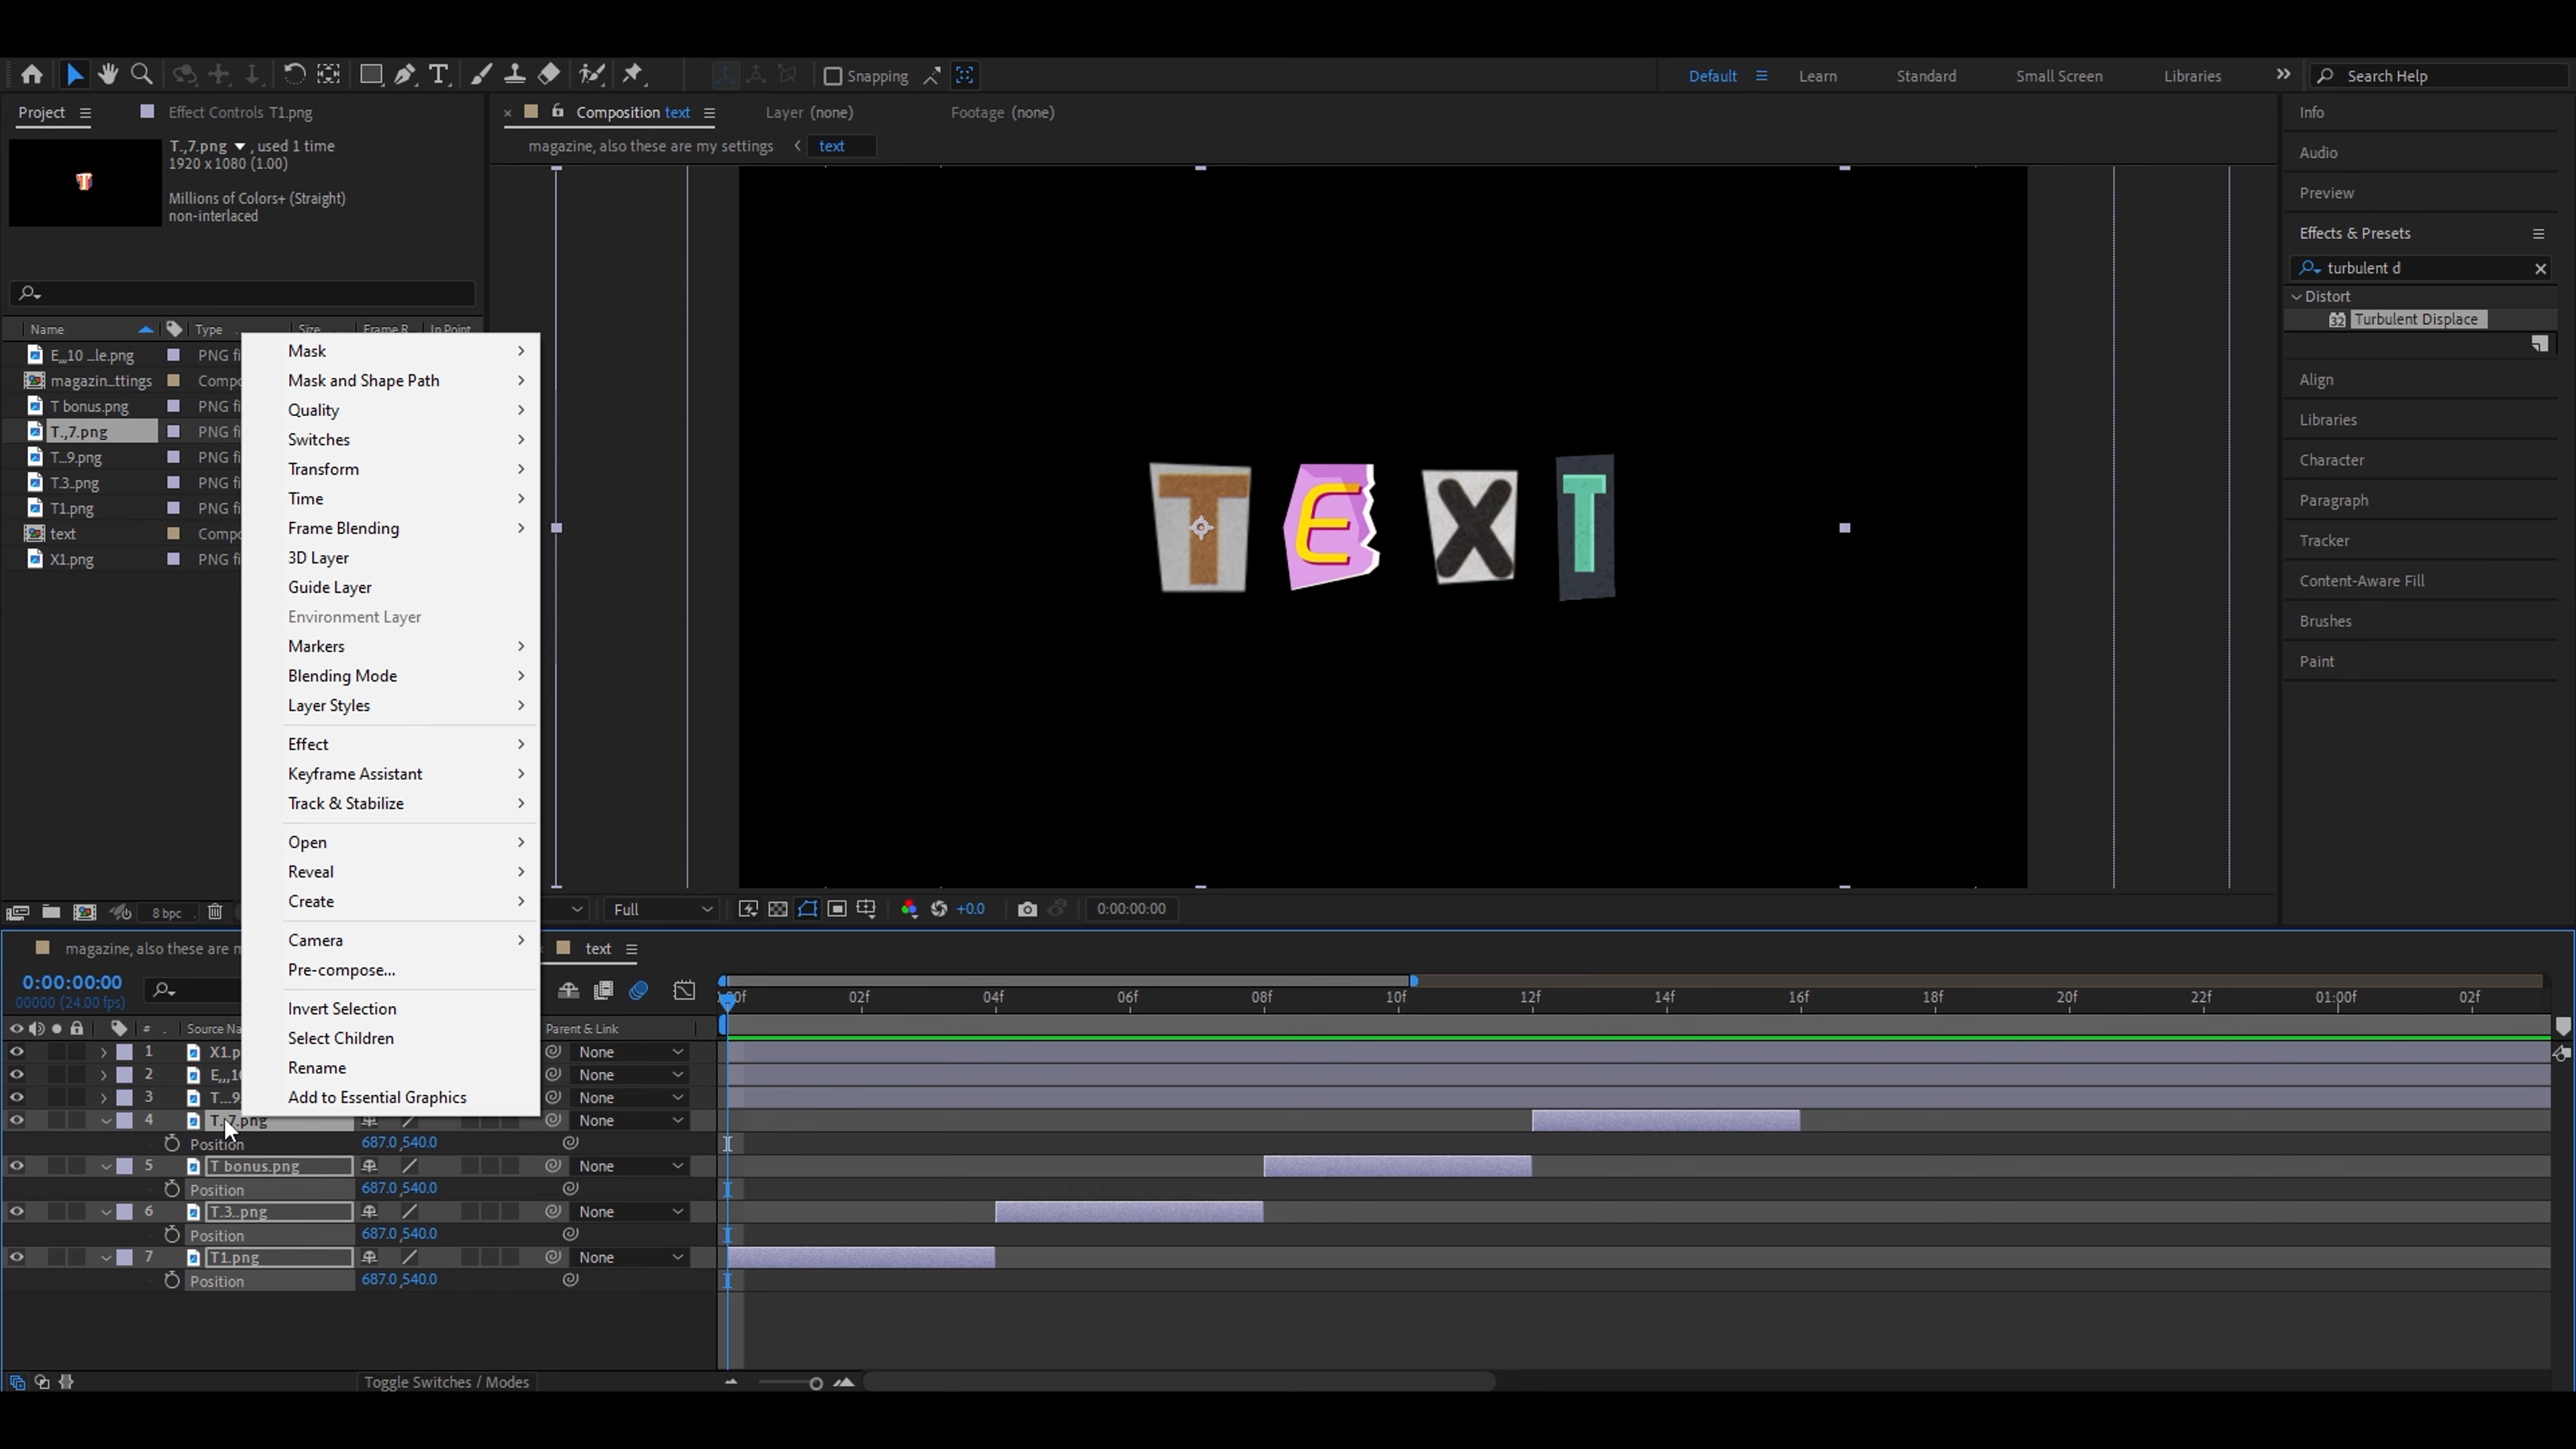 Snapping
Default
Learn
Standard
Small Screen
Libraries
Search Help
Project
Effect Controls T1.png
T.,7.png , used 1 time
1920 x 1080 (1.00)
Millions of Colors+ (Straight)
non-interlaced
Composition text
Layer (none)
Footage (none)
magazine, also these are my settings
text
Name
Type
Size
Frame R
In Point
E,,,10 ...le.png
PNG fi
magazin...ttings
Compo
T bonus.png
PNG fi
T.,7.png
PNG fi
T...9.png
PNG fi
T.3..png
PNG fi
T1.png
PNG fi
text
Compo
X1.png
PNG fi
Mask
Mask and Shape Path
Quality
Switches
Transform
Time
Frame Blending
3D Layer
Guide Layer
Environment Layer
Markers
Blending Mode
Layer Styles
Effect
Keyframe Assistant
Track & Stabilize
Open
Reveal
Create
Camera
Pre-compose...
Invert Selection
Select Children
Rename
Add to Essential Graphics
T E X T
Info
Audio
Preview
Effects & Presets
turbulent d
Distort
32 Turbulent Displace
Align
Libraries
Character
Paragraph
Tracker
Content-Aware Fill
Brushes
Paint
8 bpc
Full
+0.0
0:00:00:00
magazine, also these are m
text
0:00:00:00
00000 (24.00 fps)
00f 02f 04f 06f 08f 10f 12f 14f 16f 18f 20f 22f 01:00f 02f
# Source Na
Parent & Link
1 X1.p None
2 E,,,10 None
3 T...9. None
4 T.,7.png None
Position 687.0,540.0
5 T bonus.png None
Position 687.0,540.0
6 T.3..png None
Position 687.0,540.0
7 T1.png None
Position 687.0,540.0
Toggle Switches / Modes